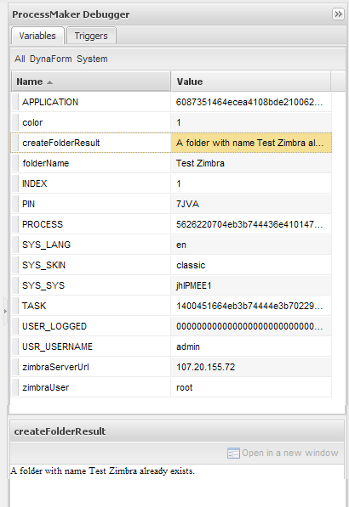 ProcessMaker Debugger
Variables Triggers
All DynaForm System
Name Value
APPLICATION 6087351464ecea4108bde210062...
color 1
createFolderResult A folder with name Test Zimbra al...
folderName Test Zimbra
INDEX 1
PIN 7JVA
PROCESS 5626220704eb3b744436e410147...
SYS_LANG en
SYS_SKIN classic
SYS_SYS jhlPMEE1
TASK 1400451664eb3b74444e3b70229...
USER_LOGGED 00000000000000000000000000...
USR_USERNAME admin
zimbraServerUrl 107.20.155.72
zimbraUser root
createFolderResult
Open in a new window
A folder with name Test Zimbra already exists.